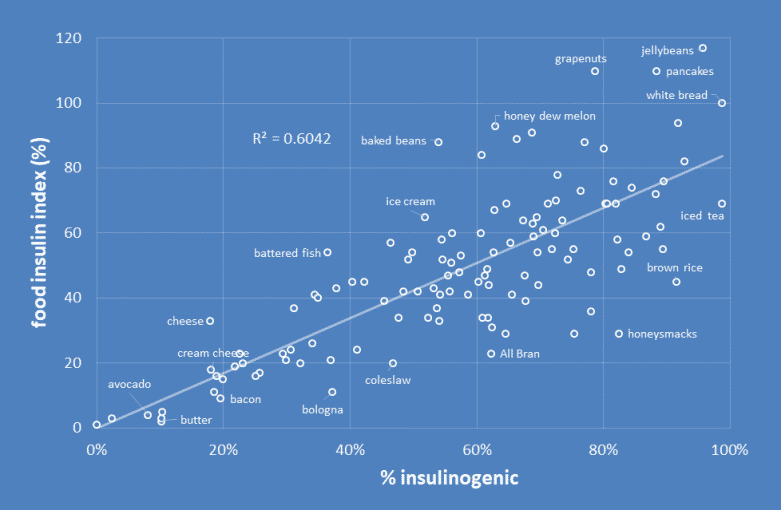 120
100
80
60
40
20
0
food insulin index (%)
R² = 0.6042
jellybeans
grapenuts
pancakes
white bread
honey dew melon
baked beans
ice cream
iced tea
battered fish
brown rice
cheese
honeysmacks
cream cheese
All Bran
coleslaw
avocado
bacon
bologna
butter
0%
20%
40%
60%
80%
100%
% insulinogenic